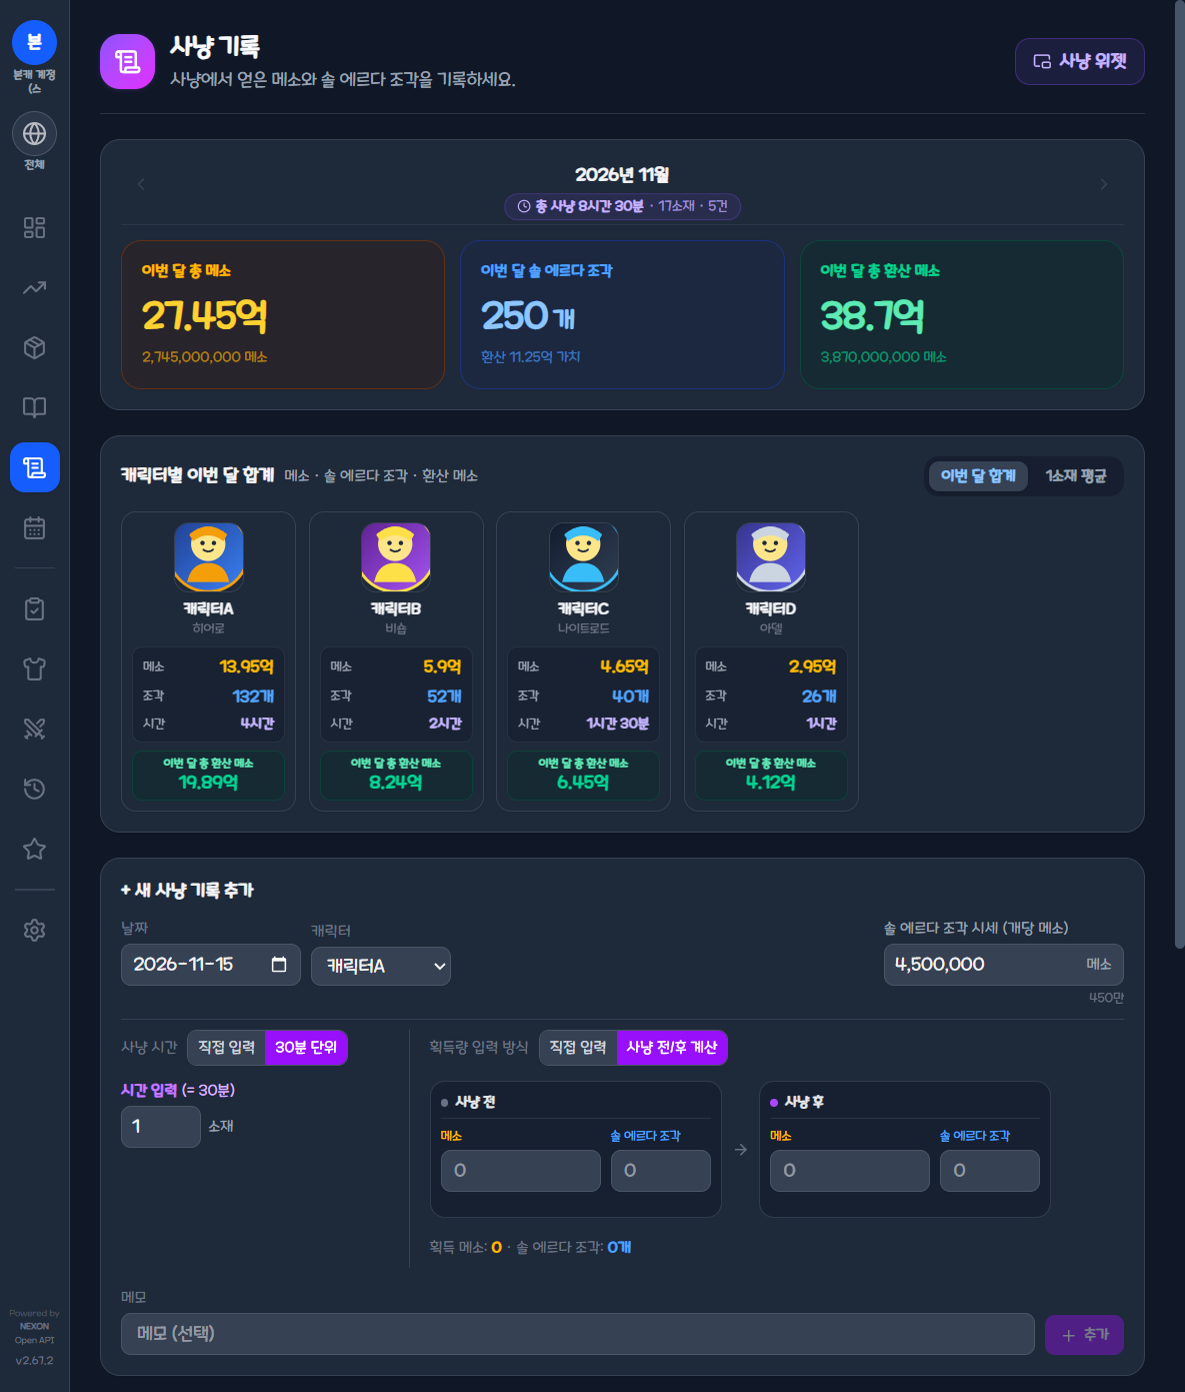 본
본캐 계정
(스
전체
Powered by
NEXON
Open API
v2.67.2
사냥 기록
사냥에서 얻은 메소와 솔 에르다 조각을 기록하세요.
사냥 위젯
2026년 11월
총 사냥 8시간 30분 · 17소재 · 5건
이번 달 총 메소
27.45억
2,745,000,000 메소
이번 달 솔 에르다 조각
250 개
환산 11.25억 가치
이번 달 총 환산 메소
38.7억
3,870,000,000 메소
캐릭터별 이번 달 합계 메소 · 솔 에르다 조각 · 환산 메소
이번 달 합계 1소재 평균
캐릭터A
히어로
메소 13.95억
조각 132개
시간 4시간
이번 달 총 환산 메소
19.89억
캐릭터B
비숍
메소 5.9억
조각 52개
시간 2시간
이번 달 총 환산 메소
8.24억
캐릭터C
나이트로드
메소 4.65억
조각 40개
시간 1시간 30분
이번 달 총 환산 메소
6.45억
캐릭터D
아델
메소 2.95억
조각 26개
시간 1시간
이번 달 총 환산 메소
4.12억
+ 새 사냥 기록 추가
날짜
2026-11-15
캐릭터
캐릭터A
솔 에르다 조각 시세 (개당 메소)
4,500,000 메소
450만
사냥 시간 직접 입력 30분 단위
시간 입력 (= 30분)
1 소재
획득량 입력 방식 직접 입력 사냥 전/후 계산
사냥 전
메소 솔 에르다 조각
0 0
→
사냥 후
메소 솔 에르다 조각
0 0
획득 메소: 0 · 솔 에르다 조각: 0개
메모
메모 (선택)
+ 추가